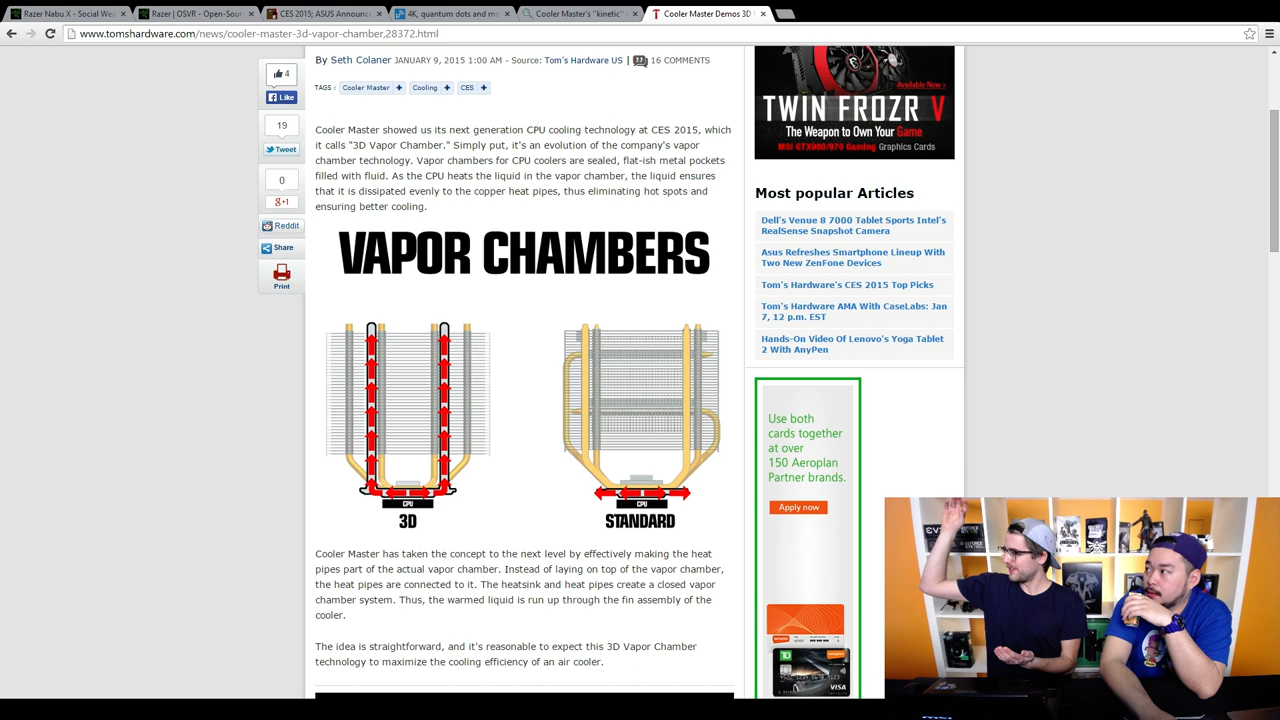 Razer Nabu X - Social Wea
Razer | OSVR - Open-Sour
CES 2015; ASUS Announc
4K, quantum dots and mo
Cooler Master's "kinetic"
Cooler Master Demos 3D
www.tomshardware.com/news/cooler-master-3d-vapor-chamber,28372.html
By Seth Colaner JANUARY 9, 2015 1:00 AM - Source: Tom's Hardware US | 16 COMMENTS
TAGS : Cooler Master + Cooling + CES +
4
Like
19
Tweet
0
+1
Reddit
Share
Print
Cooler Master showed us its next generation CPU cooling technology at CES 2015, which
it calls "3D Vapor Chamber." Simply put, it's an evolution of the company's vapor
chamber technology. Vapor chambers for CPU coolers are sealed, flat-ish metal pockets
filled with fluid. As the CPU heats the liquid in the vapor chamber, the liquid ensures
that it is dissipated evenly to the copper heat pipes, thus eliminating hot spots and
ensuring better cooling.
VAPOR CHAMBERS
CPU
3D
CPU
STANDARD
Cooler Master has taken the concept to the next level by effectively making the heat
pipes part of the actual vapor chamber. Instead of laying on top of the vapor chamber,
the heat pipes are connected to it. The heatsink and heat pipes create a closed vapor
chamber system. Thus, the warmed liquid is run up through the fin assembly of the
cooler.
The idea is straightforward, and it's reasonable to expect this 3D Vapor Chamber
technology to maximize the cooling efficiency of an air cooler.
Available Now >
TWIN FROZR V
The Weapon to Own Your Game
MSI GTX980/970 Gaming Graphics Cards
Most popular Articles
Dell's Venue 8 7000 Tablet Sports Intel's
RealSense Snapshot Camera
Asus Refreshes Smartphone Lineup With
Two New ZenFone Devices
Tom's Hardware's CES 2015 Top Picks
Tom's Hardware AMA With CaseLabs: Jan
7, 12 p.m. EST
Hands-On Video Of Lenovo's Yoga Tablet
2 With AnyPen
Use both
cards together
at over
150 Aeroplan
Partner brands.
Apply now
TD
VISA
EVGA